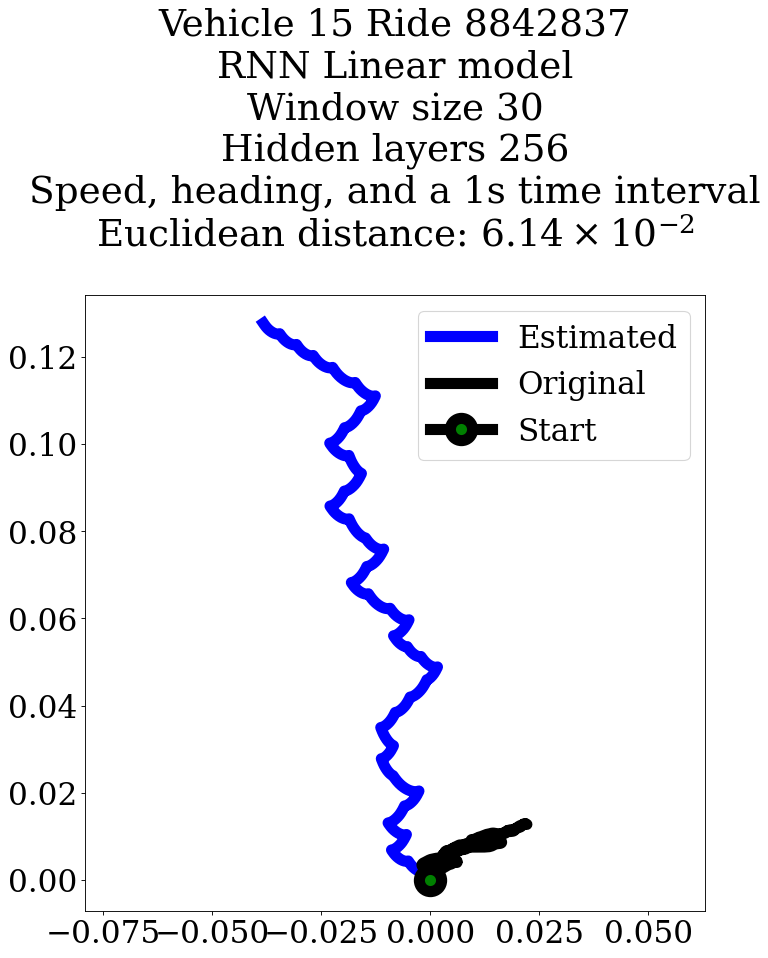 Vehicle 15 Ride 8842837
RNN Linear model
Window size 30
Hidden layers 256
Speed, heading, and a 1s time interval
Euclidean distance: 6.14 × 10⁻²
Estimated
Original
Start
0.12
0.10
0.08
0.06
0.04
0.02
0.00
−0.075 −0.050 −0.025 0.000 0.025 0.050